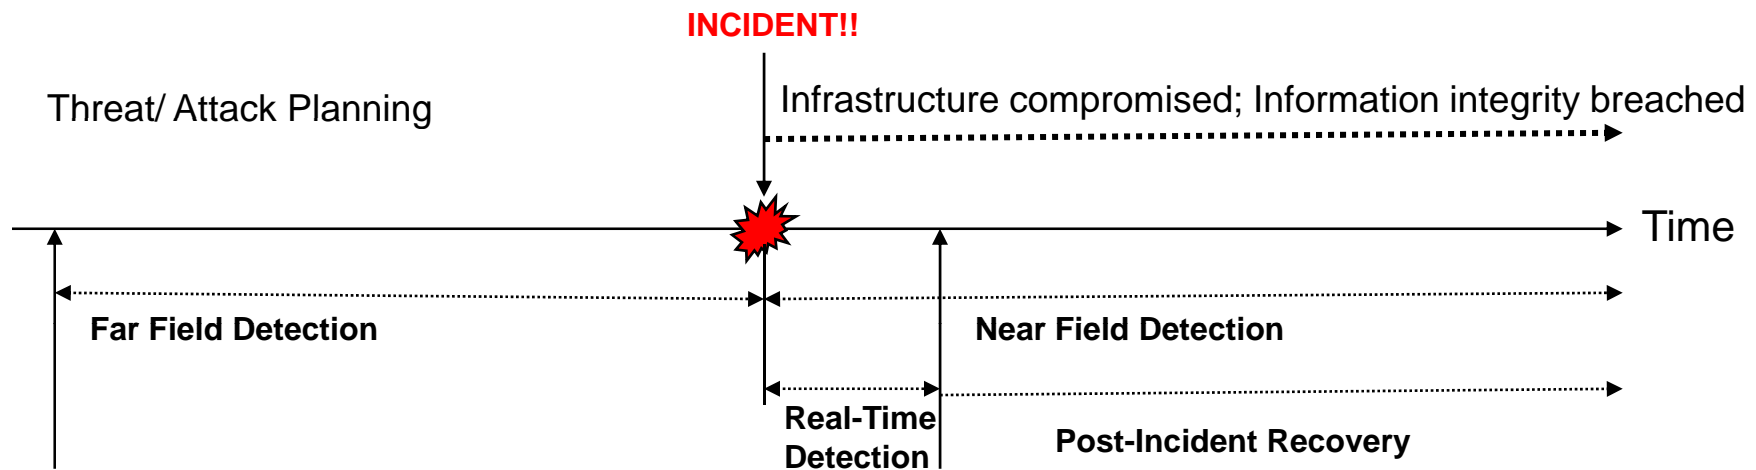 INCIDENT!!
Threat/ Attack Planning
Infrastructure compromised; Information integrity breached
Time
Far Field Detection
Near Field Detection
Real-Time
Detection
Post-Incident Recovery